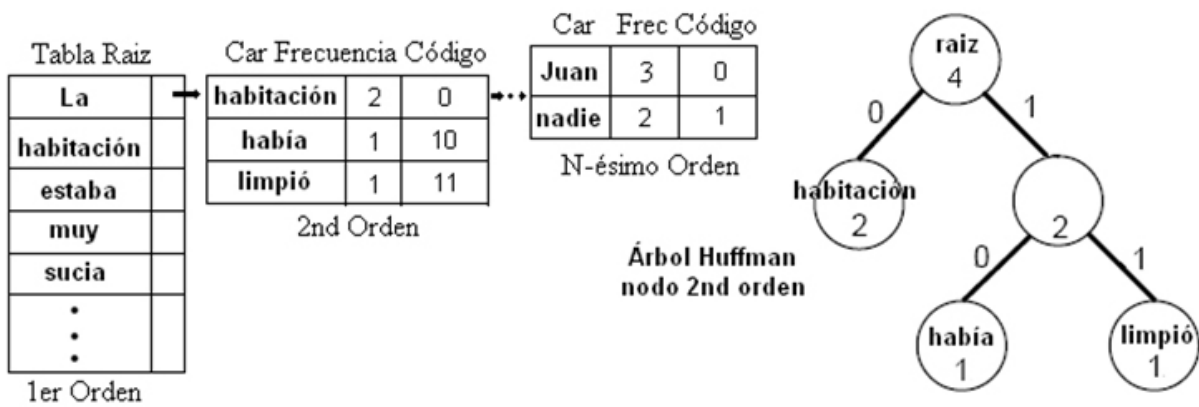 Tabla Raiz
La
habitación
estaba
muy
sucia
1er Orden
Car Frecuencia Código
habitación 2 0
había 1 10
limpió 1 11
2nd Orden
Car Frec Código
Juan 3 0
nadie 2 1
N-ésimo Orden
Árbol Huffman
nodo 2nd orden
raiz
4
0 1
habitación
2
2
0 1
había
1
limpió
1